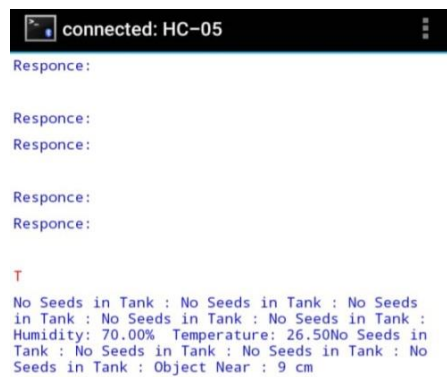 connected: HC-05
Responce:
Responce:
Responce:
Responce:
Responce:
T
No Seeds in Tank : No Seeds in Tank : No Seeds
in Tank : No Seeds in Tank : No Seeds in Tank :
Humidity: 70.00%  Temperature: 26.50No Seeds in
Tank : No Seeds in Tank : No Seeds in Tank : No
Seeds in Tank : Object Near : 9 cm